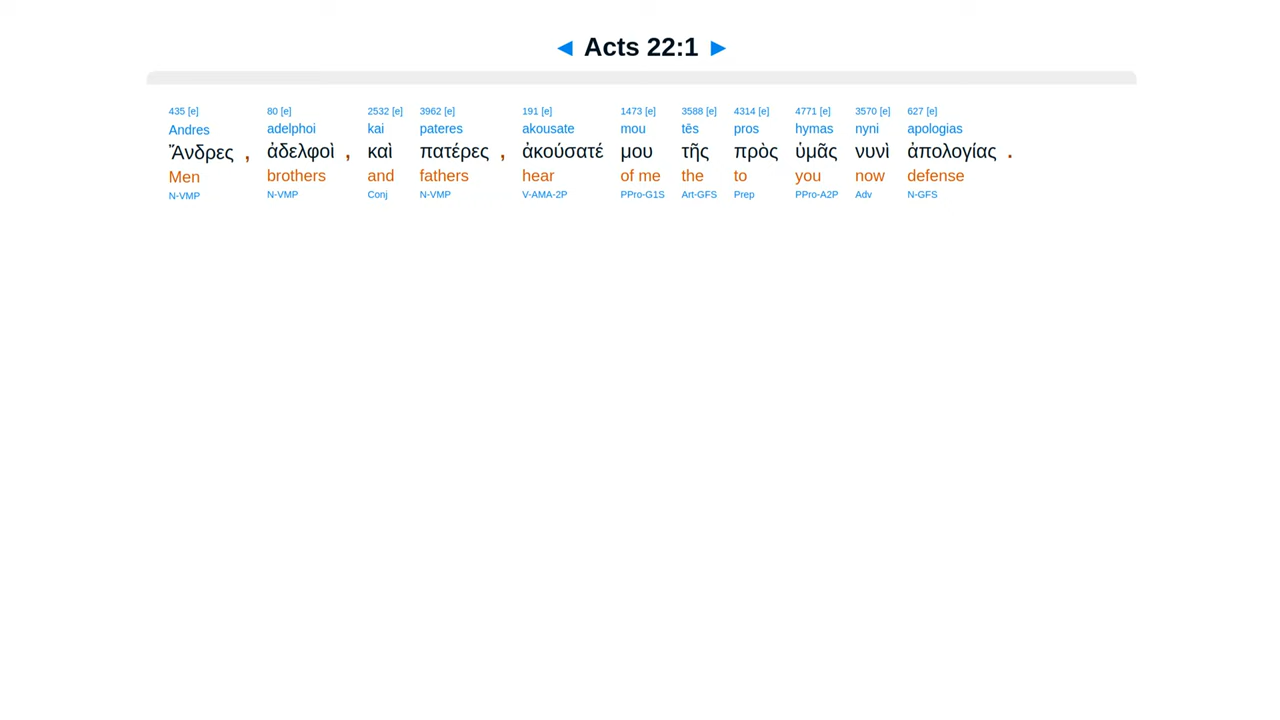 ◄ Acts 22:1 ►
435 [e] 80 [e] 2532 [e] 3962 [e] 191 [e] 1473 [e] 3588 [e] 4314 [e] 4771 [e] 3570 [e] 627 [e]
Andres adelphoi kai pateres akousate mou tēs pros hymas nyni apologias
Ἄνδρες , ἀδελφοὶ , καὶ πατέρες , ἀκούσατέ μου τῆς πρὸς ὑμᾶς νυνὶ ἀπολογίας .
Men brothers and fathers hear of me the to you now defense
N-VMP N-VMP Conj N-VMP V-AMA-2P PPro-G1S Art-GFS Prep PPro-A2P Adv N-GFS